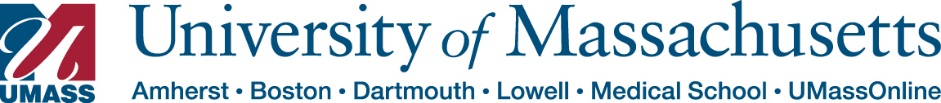 University of Massachusetts
UMASS
Amherst • Boston • Dartmouth • Lowell • Medical School • UMassOnline